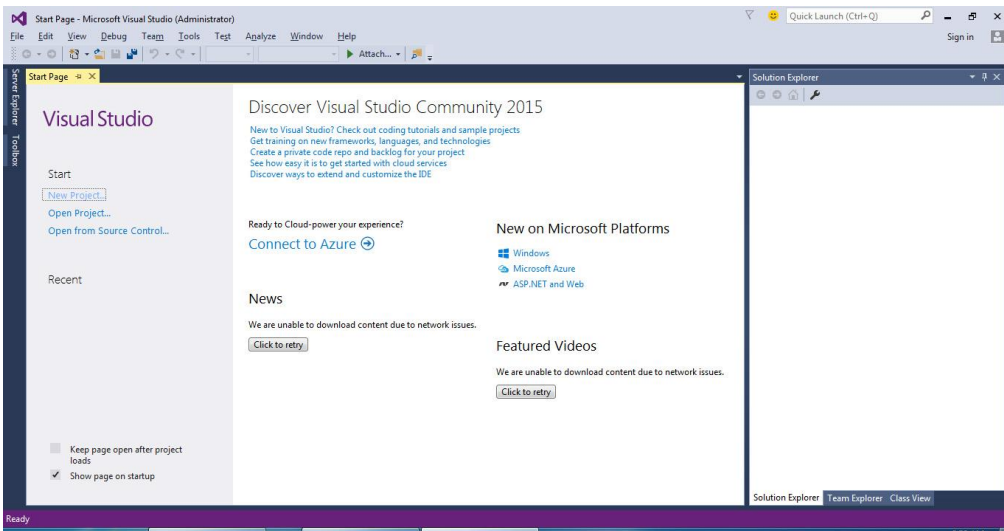 Start Page - Microsoft Visual Studio (Administrator)
Quick Launch (Ctrl+Q)
File Edit View Debug Team Tools Test Analyze Window Help
Sign in
Attach...
Server Explorer
Toolbox
Start Page
Visual Studio
Start
New Project...
Open Project...
Open from Source Control...
Recent
Keep page open after project
loads
Show page on startup
Discover Visual Studio Community 2015
New to Visual Studio? Check out coding tutorials and sample projects
Get training on new frameworks, languages, and technologies
Create a private code repo and backlog for your project
See how easy it is to get started with cloud services
Discover ways to extend and customize the IDE
Ready to Cloud-power your experience?
Connect to Azure
News
We are unable to download content due to network issues.
Click to retry
New on Microsoft Platforms
Windows
Microsoft Azure
ASP.NET and Web
Featured Videos
We are unable to download content due to network issues.
Click to retry
Solution Explorer
Solution Explorer Team Explorer Class View
Ready